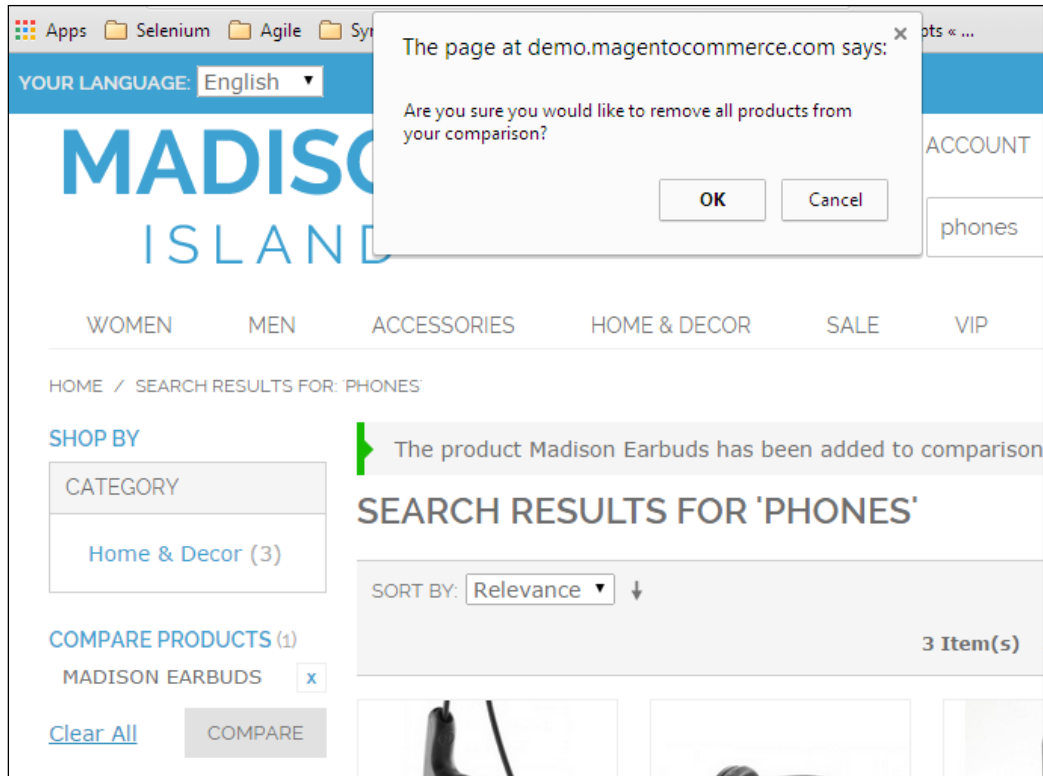 Apps Selenium Agile
pts « ...
The page at demo.magentocommerce.com says:
Are you sure you would like to remove all products from
your comparison?
OK Cancel
YOUR LANGUAGE: English
ISLAND
ACCOUNT
phones
WOMEN MEN ACCESSORIES HOME & DECOR SALE VIP
HOME / SEARCH RESULTS FOR: 'PHONES'
SHOP BY
CATEGORY
Home & Decor (3)
The product Madison Earbuds has been added to comparison
SEARCH RESULTS FOR 'PHONES'
SORT BY: Relevance
3 Item(s)
COMPARE PRODUCTS (1)
MADISON EARBUDS x
Clear All COMPARE